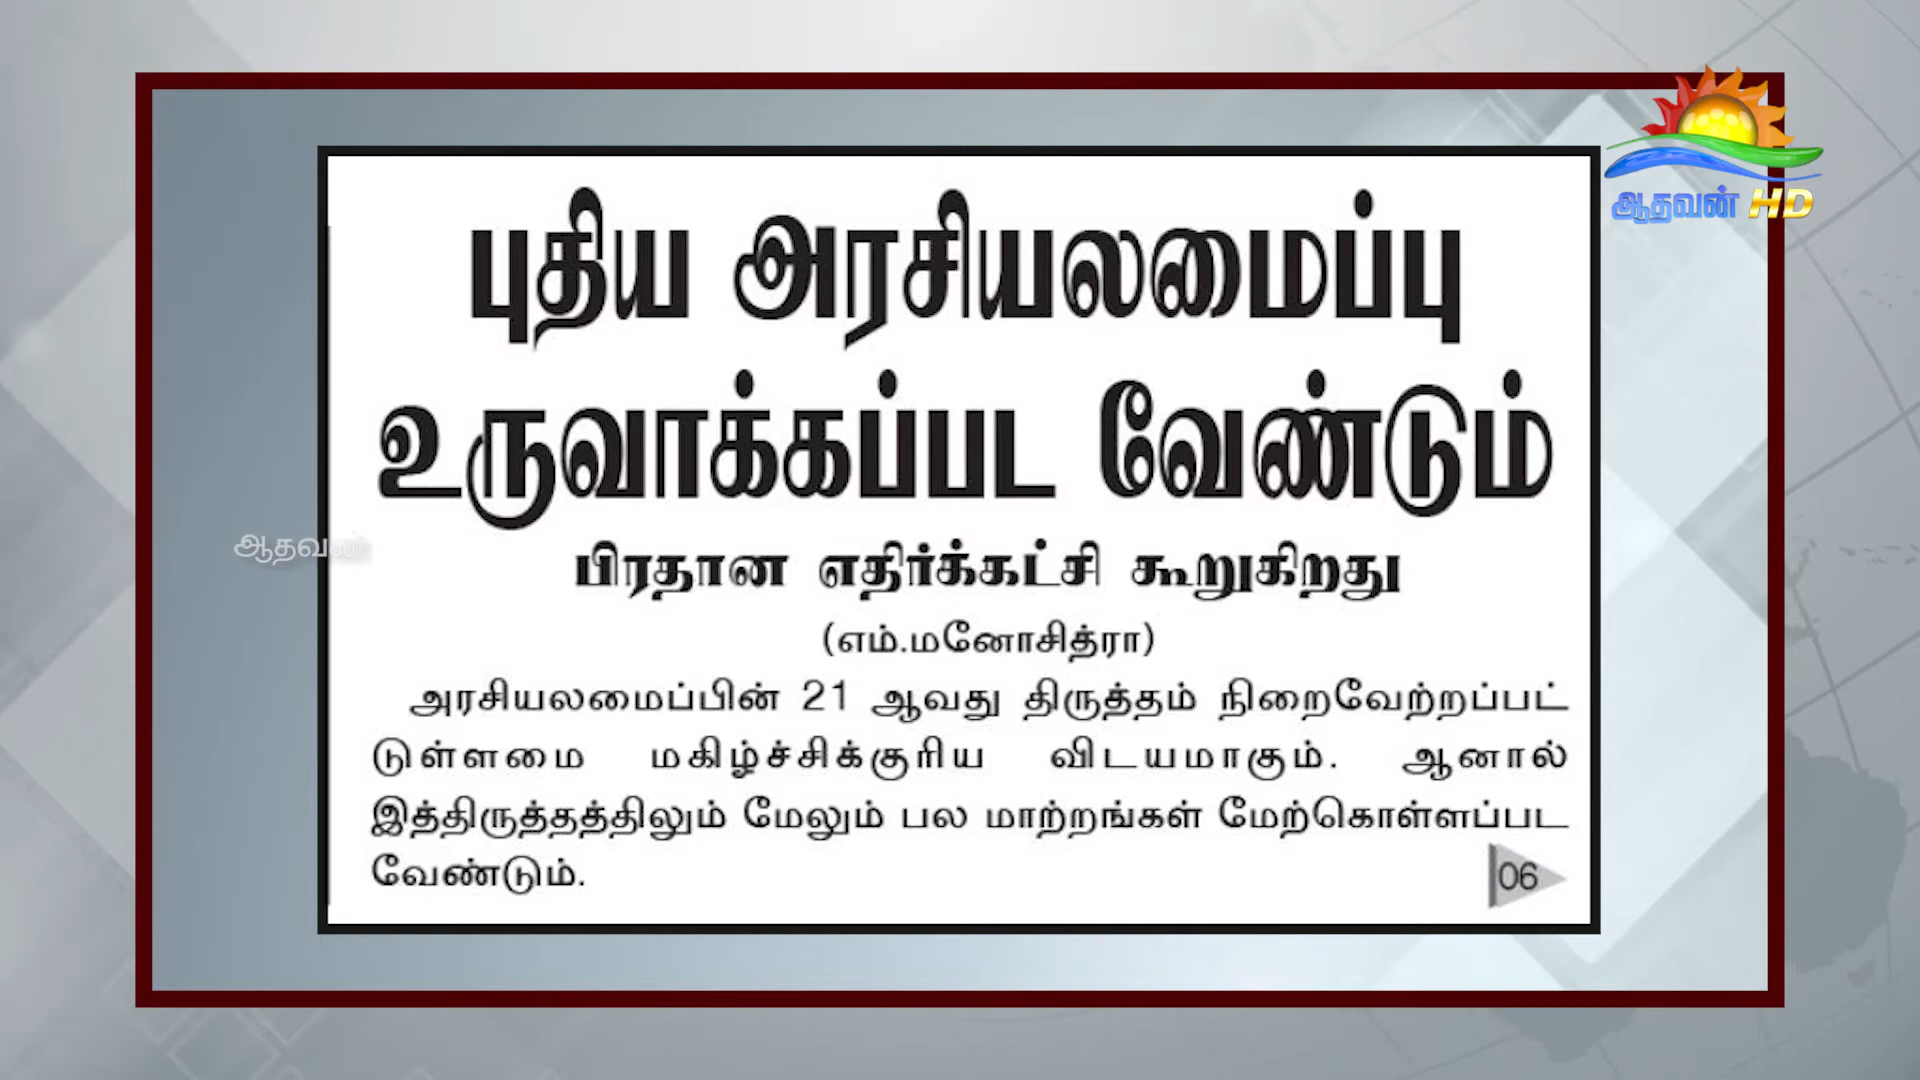 ஆதவன் HD
புதிய அரசியலமைப்பு
உருவாக்கப்பட வேண்டும்
ஆதவன்
பிரதான எதிர்க்கட்சி கூறுகிறது
(எம்.மனோசித்ரா)
அரசியலமைப்பின் 21 ஆவது திருத்தம் நிறைவேற்றப்பட்
டுள்ளமை மகிழ்ச்சிக்குரிய விடயமாகும். ஆனால்
இத்திருத்தத்திலும் மேலும் பல மாற்றங்கள் மேற்கொள்ளப்பட
வேண்டும்.
06